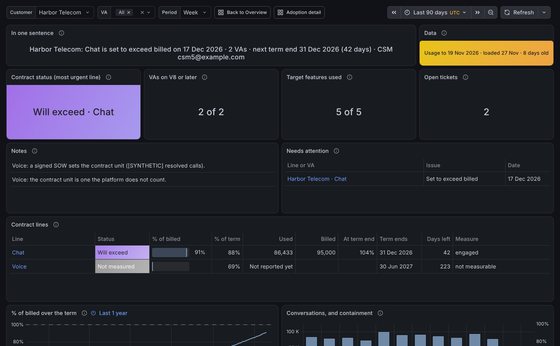 Customer Harbor Telecom VA All × Period Week Back to Overview Adoption detail Last 90 days UTC Refresh
In one sentence
Harbor Telecom: Chat is set to exceed billed on 17 Dec 2026 · 2 VAs · next term end 31 Dec 2026 (42 days) · CSM
csm5@example.com
Data
Usage to 19 Nov 2026 · loaded 27 Nov · 8 days old
Contract status (most urgent line)
Will exceed · Chat
VAs on V8 or later
2 of 2
Target features used
5 of 5
Open tickets
2
Notes
Voice: a signed SOW sets the contract unit ([SYNTHETIC] resolved calls).
Voice: the contract unit is one the platform does not count.
Needs attention
Line or VA Issue Date
Harbor Telecom · Chat Set to exceed billed 17 Dec 2026
Contract lines
Line Status % of billed % of term Used Billed At term end Term ends Days left Measure
Chat Will exceed 91% 88% 86,433 95,000 104% 31 Dec 2026 42 engaged
Voice Not measured 69% Not reported yet 30 Jun 2027 223 not measurable
% of billed over the term Last 1 year
100%
80%
Conversations, and containment
100 K
100%
80%